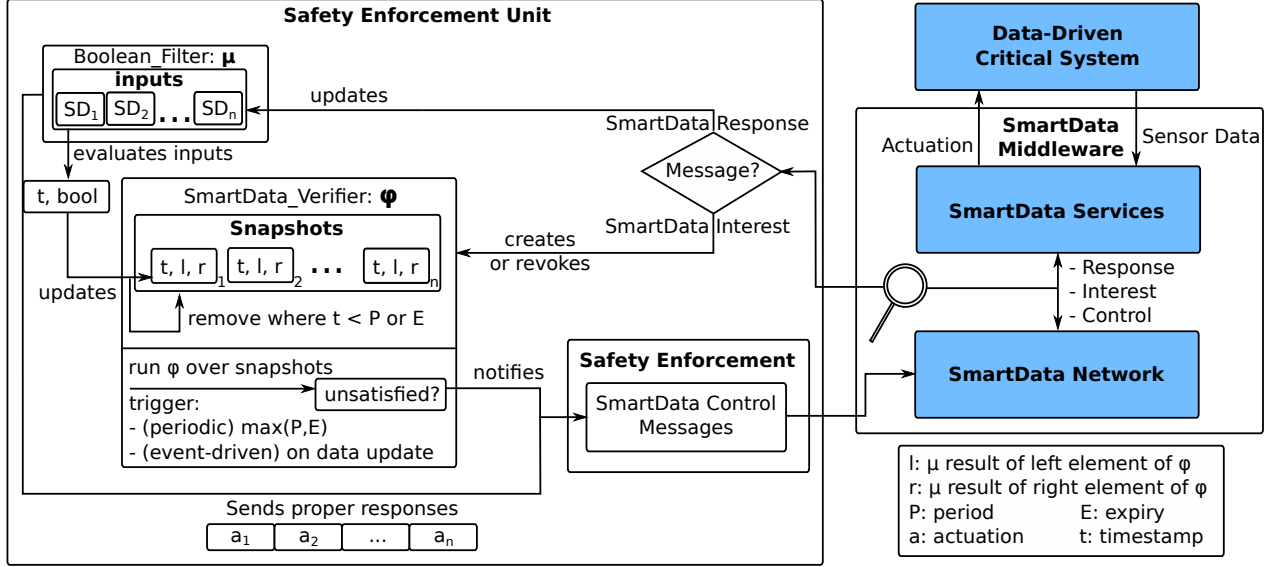 Safety Enforcement Unit
Boolean_Filter: μ
inputs
SD1 SD2 ... SDn
evaluates inputs
t, bool
updates
SmartData_Verifier: φ
Snapshots
t, l, r 1 t, l, r 2 ... t, l, r n
updates
remove where t < P or E
run φ over snapshots
unsatisfied?
trigger:
- (periodic) max(P,E)
- (event-driven) on data update
notifies
Sends proper responses
a1 a2 ... an
SmartData Response
Message?
SmartData Interest
creates
or revokes
Safety Enforcement
SmartData Control
Messages
Data-Driven
Critical System
Actuation
SmartData
Middleware
Sensor Data
SmartData Services
- Response
- Interest
- Control
SmartData Network
l: μ result of left element of φ
r: μ result of right element of φ
P: period E: expiry
a: actuation t: timestamp